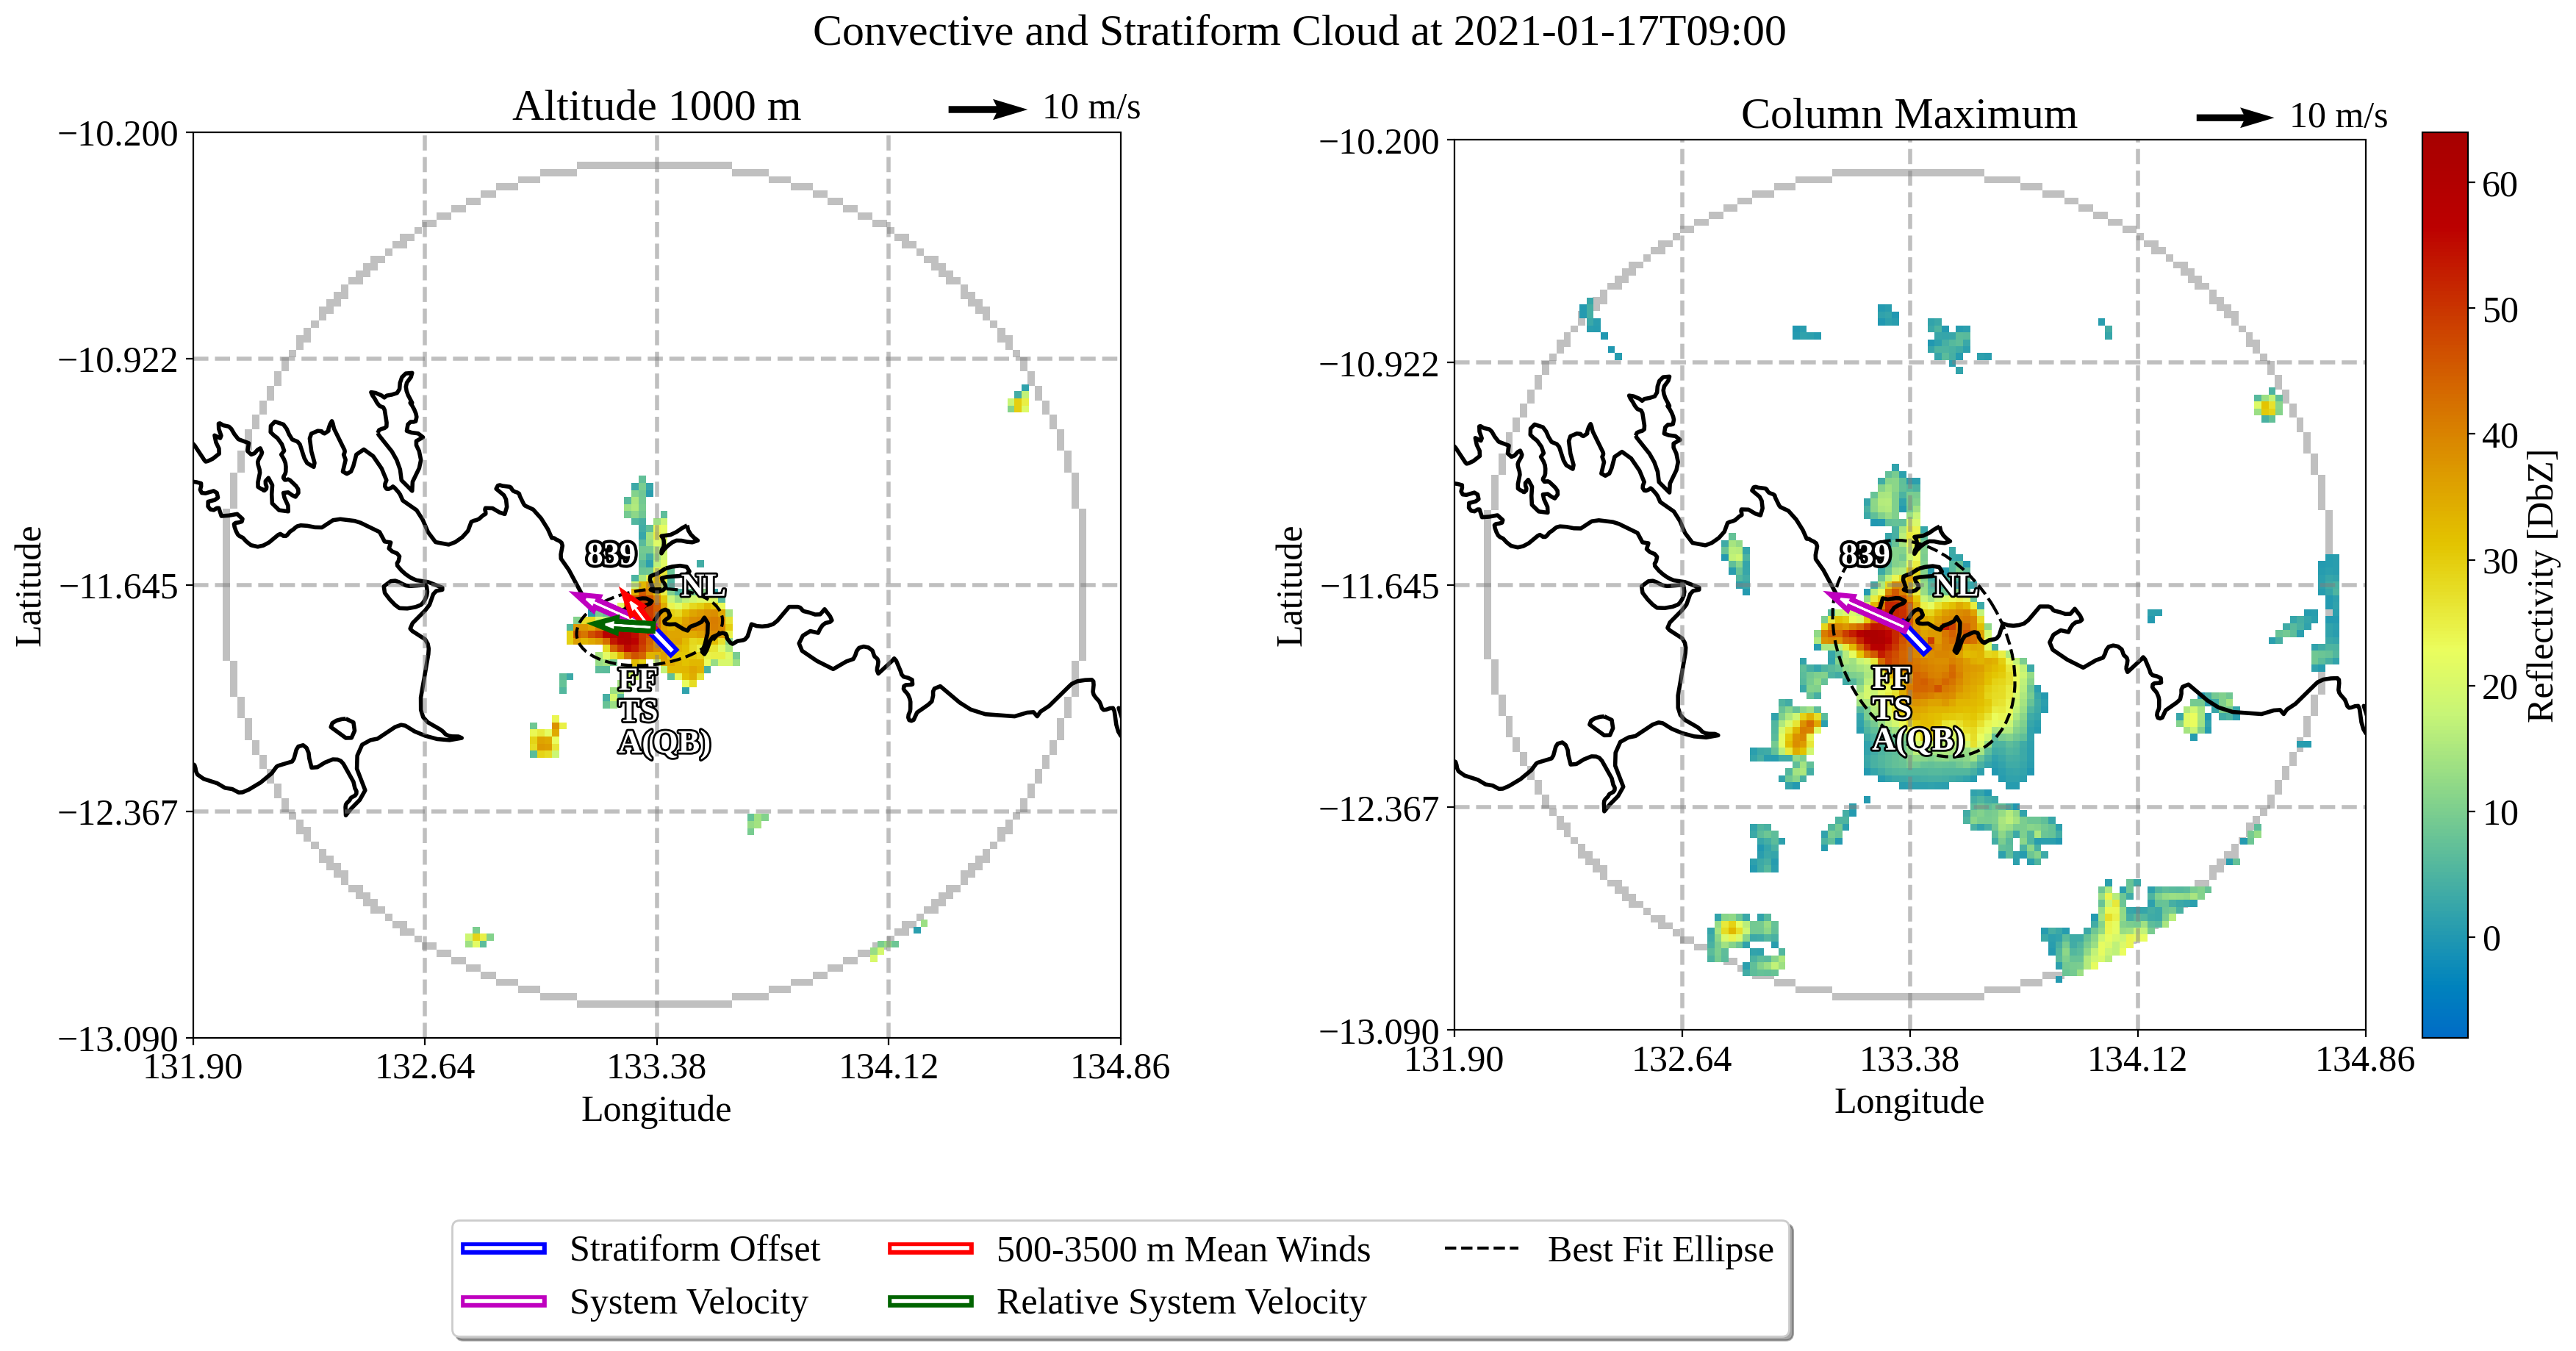 Convective and Stratiform Cloud at 2021-01-17T09:00
Altitude 1000 m
10 m/s
−10.200
−10.922
−11.645
−12.367
−13.090
Latitude
131.90
132.64
133.38
134.12
134.86
Longitude
839
NL
FF
TS
A(QB)
Column Maximum
10 m/s
−10.200
−10.922
−11.645
−12.367
−13.090
Latitude
131.90
132.64
133.38
134.12
134.86
Longitude
839
NL
FF
TS
A(QB)
60
50
40
30
20
10
0
Reflectivity [DbZ]
Stratiform Offset
500-3500 m Mean Winds
Best Fit Ellipse
System Velocity
Relative System Velocity